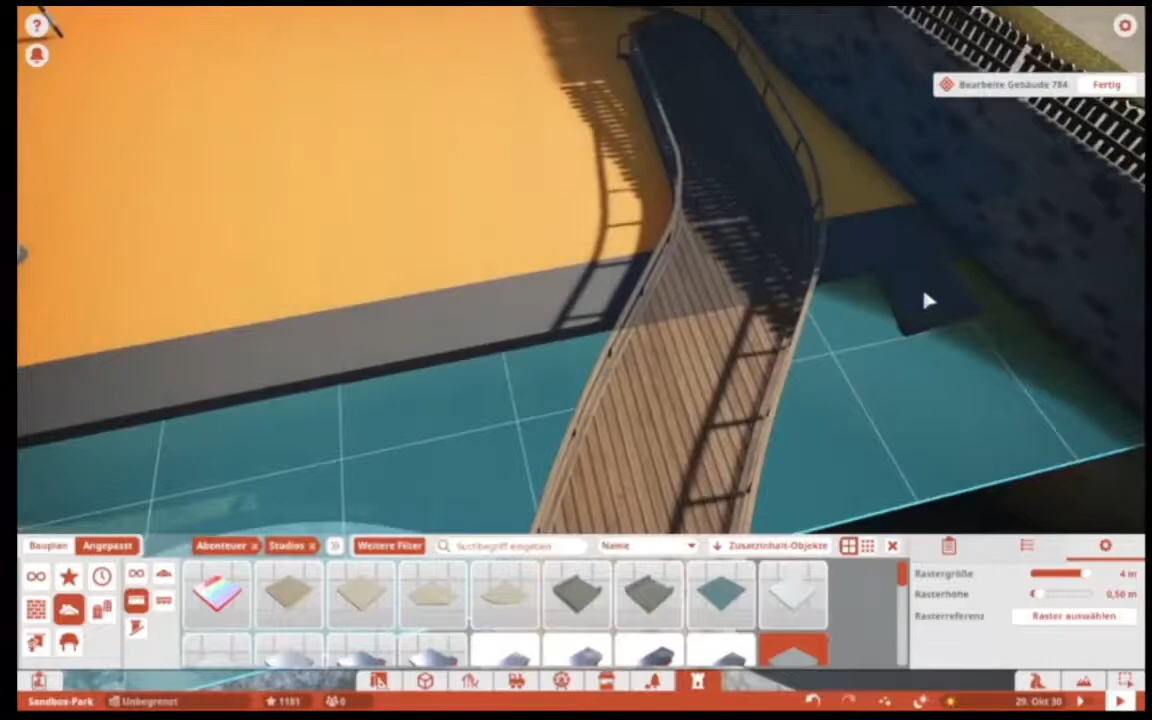 ?
Bearbeite Gebäude 784 Fertig
Bauplan Angepasst Abenteuer x Studios x Weitere Filter Suchbegriff eingeben Name Zusatzinhalt-Objekte
Rastergröße 4 m
Rasterhöhe 0,50 m
Rasterreferenz Raster auswählen
Sandbox-Park Unbegrenzt 1181 0 29. Okt 30